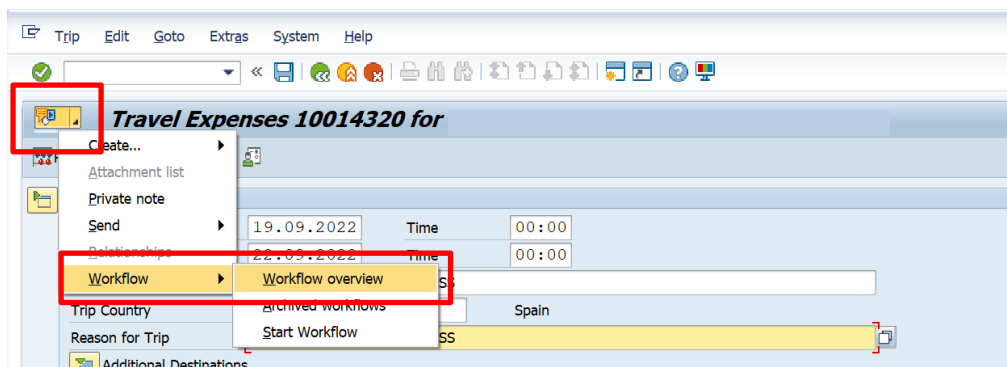 Trip Edit Goto Extras System Help
Travel Expenses 10014320 for
Create...
Attachment list
Private note
Send 19.09.2022 Time 00:00
Relationships 22.09.2022 Time 00:00
Workflow Workflow overview SS
Trip Country Archived workflows Spain
Reason for Trip Start Workflow SS
Additional Destinations